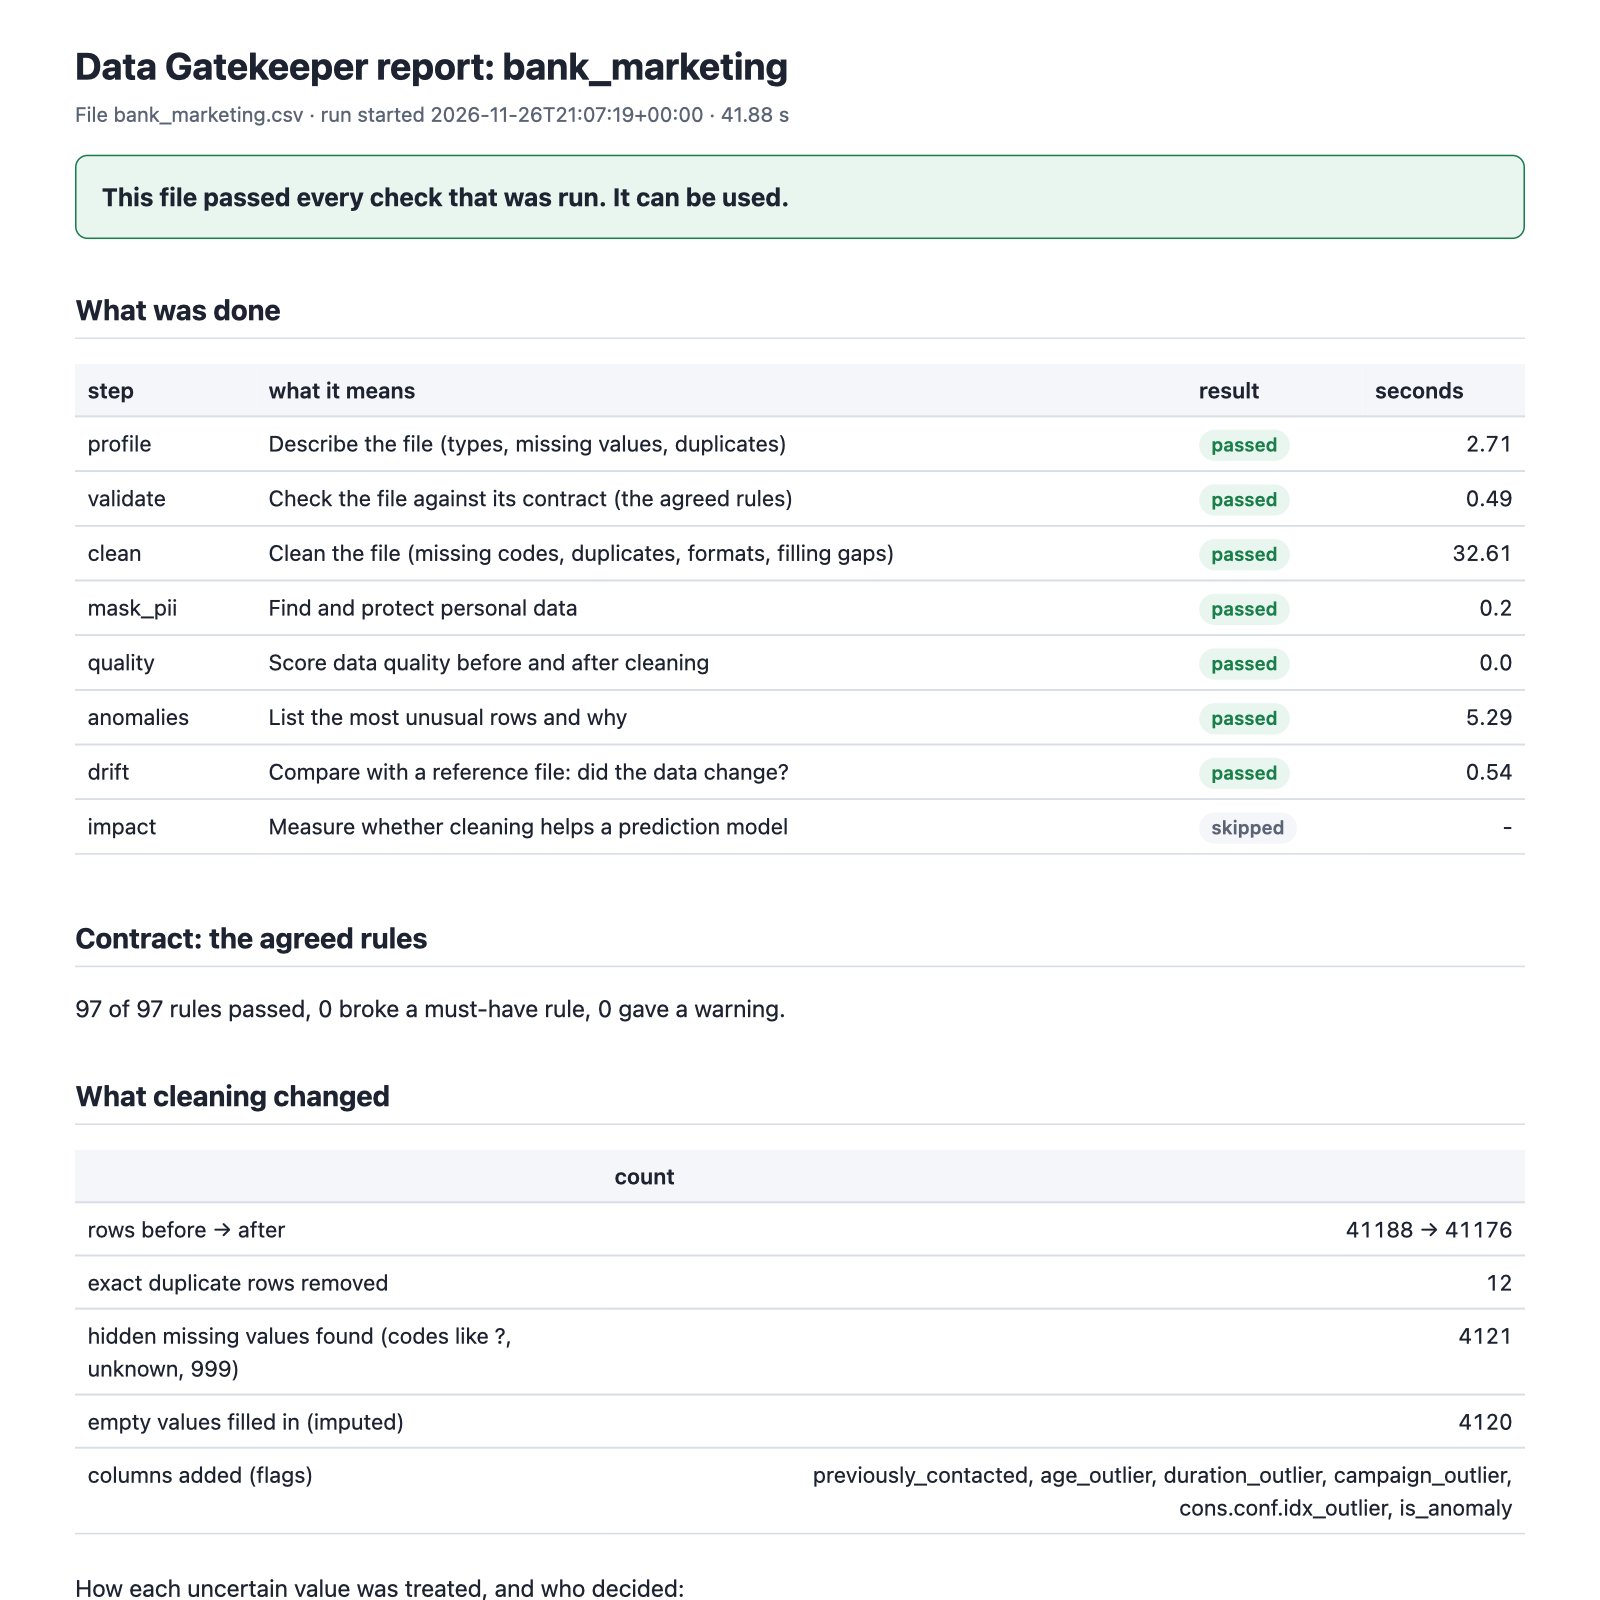 Data Gatekeeper report: bank_marketing
File bank_marketing.csv · run started 2026-11-26T21:07:19+00:00 · 41.88 s
This file passed every check that was run. It can be used.
What was done
step what it means result seconds
profile Describe the file (types, missing values, duplicates) passed 2.71
validate Check the file against its contract (the agreed rules) passed 0.49
clean Clean the file (missing codes, duplicates, formats, filling gaps) passed 32.61
mask_pii Find and protect personal data passed 0.2
quality Score data quality before and after cleaning passed 0.0
anomalies List the most unusual rows and why passed 5.29
drift Compare with a reference file: did the data change? passed 0.54
impact Measure whether cleaning helps a prediction model skipped -
Contract: the agreed rules
97 of 97 rules passed, 0 broke a must-have rule, 0 gave a warning.
What cleaning changed
count
rows before → after 41188 → 41176
exact duplicate rows removed 12
hidden missing values found (codes like ?, 4121
unknown, 999)
empty values filled in (imputed) 4120
columns added (flags) previously_contacted, age_outlier, duration_outlier, campaign_outlier,
cons.conf.idx_outlier, is_anomaly
How each uncertain value was treated, and who decided: